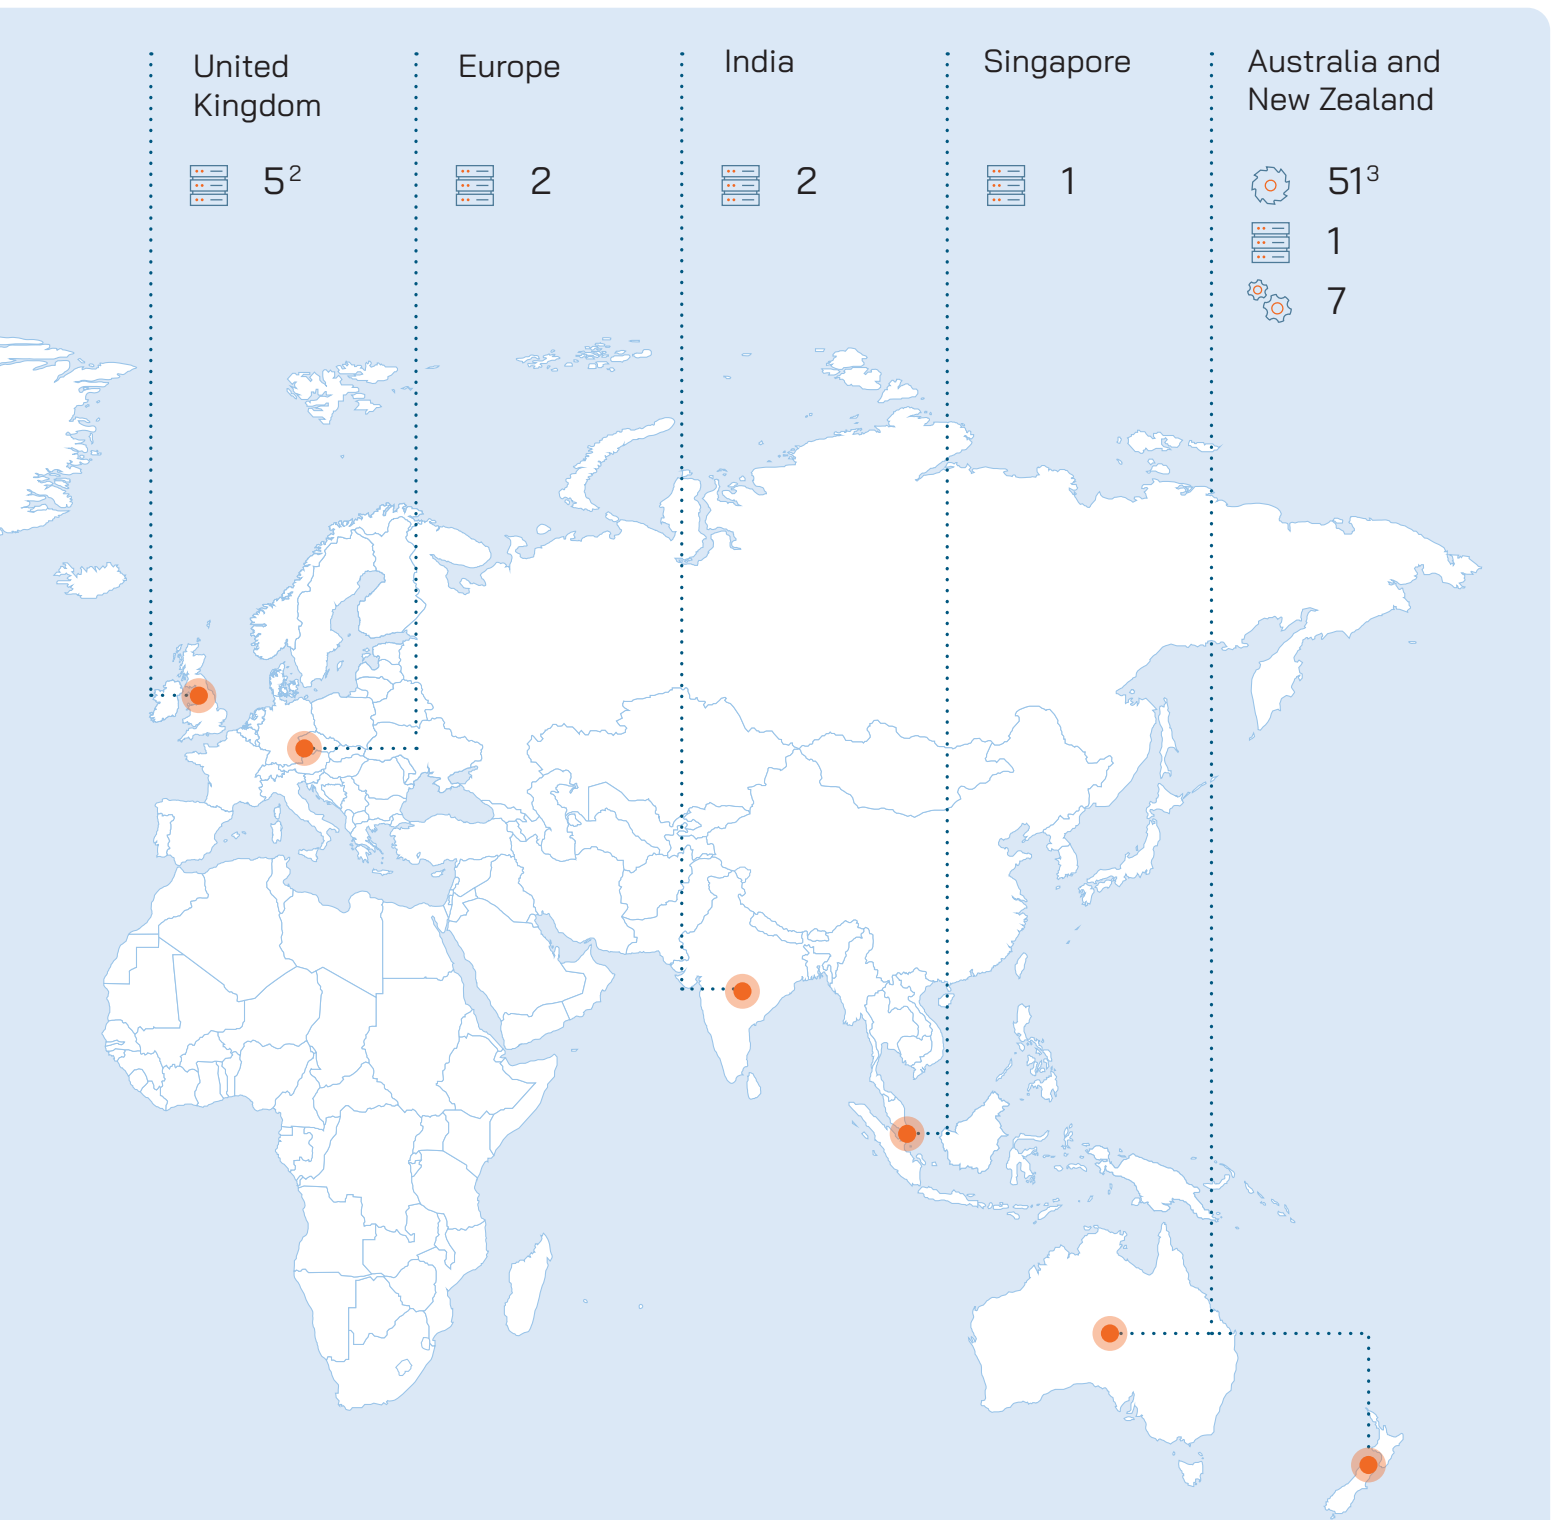 United
Kingdom
5²
Europe
2
India
2
Singapore
1
Australia and
New Zealand
51³
1
7